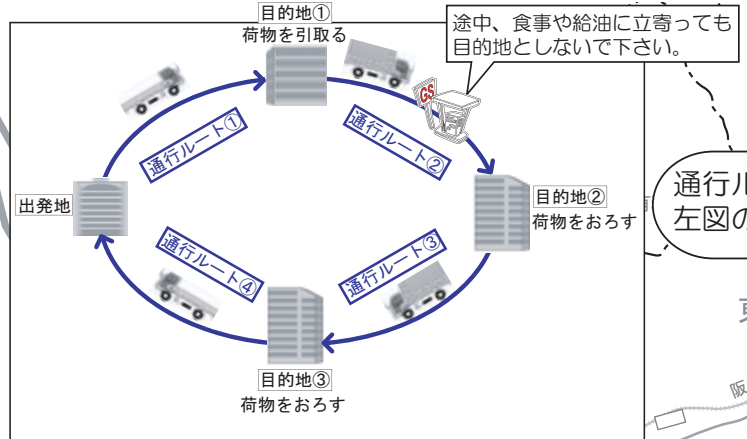 目的地①
荷物を引取る
途中、食事や給油に立寄っても
目的地としないで下さい。
GS
通行ルート①
通行ルート②
出発地
目的地②
荷物をおろす
通行ル
左図の
通行ルート④
通行ルート③
目的地③
荷物をおろす
阪